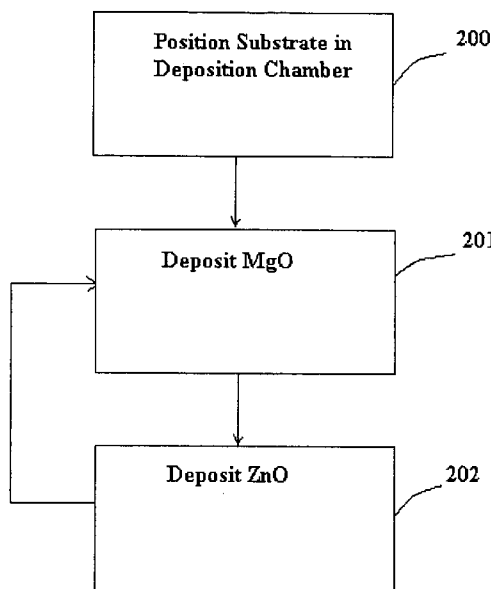 Position Substrate in
Deposition Chamber
200
Deposit MgO
201
Deposit ZnO
202